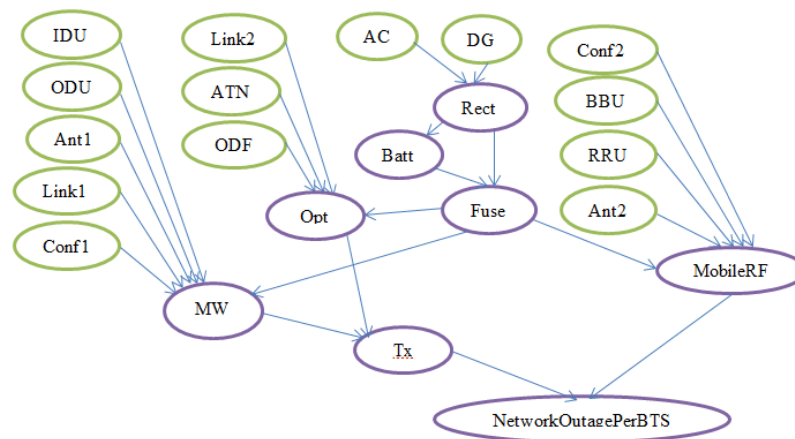 IDU
ODU
Ant1
Link1
Conf1
Link2
ATN
ODF
AC
DG
Rect
Batt
Opt
Fuse
Conf2
BBU
RRU
Ant2
MobileRF
MW
Tx
NetworkOutagePerBTS